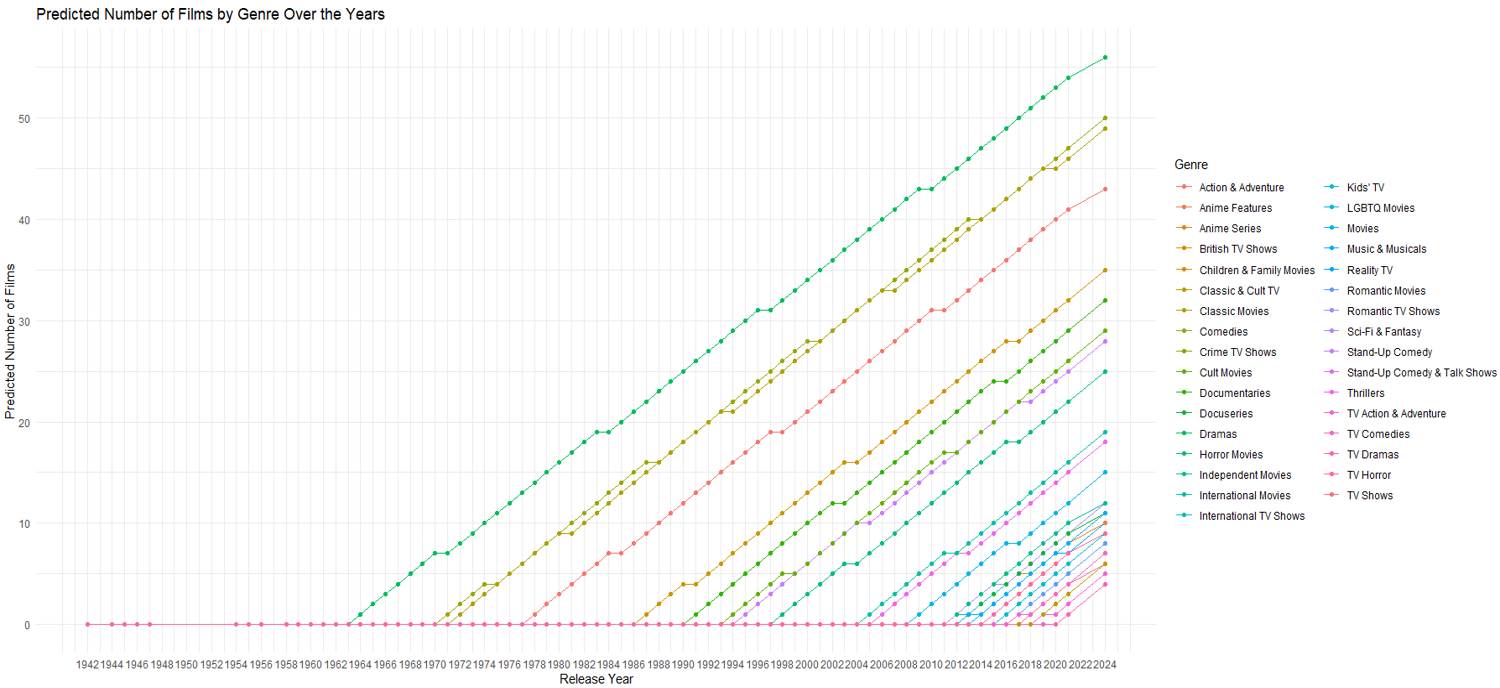 Predicted Number of Films by Genre Over the Years
Predicted Number of Films
50
40
30
20
10
0
1942 1944 1946 1948 1950 1952 1954 1956 1958 1960 1962 1964 1966 1968 1970 1972 1974 1976 1978 1980 1982 1984 1986 1988 1990 1992 1994 1996 1998 2000 2002 2004 2006 2008 2010 2012 2014 2016 2018 2020 2022 2024
Release Year
Genre
Action & Adventure
Anime Features
Anime Series
British TV Shows
Children & Family Movies
Classic & Cult TV
Classic Movies
Comedies
Crime TV Shows
Cult Movies
Documentaries
Docuseries
Dramas
Horror Movies
Independent Movies
International Movies
International TV Shows
Kids' TV
LGBTQ Movies
Movies
Music & Musicals
Reality TV
Romantic Movies
Romantic TV Shows
Sci-Fi & Fantasy
Stand-Up Comedy
Stand-Up Comedy & Talk Shows
Thrillers
TV Action & Adventure
TV Comedies
TV Dramas
TV Horror
TV Shows